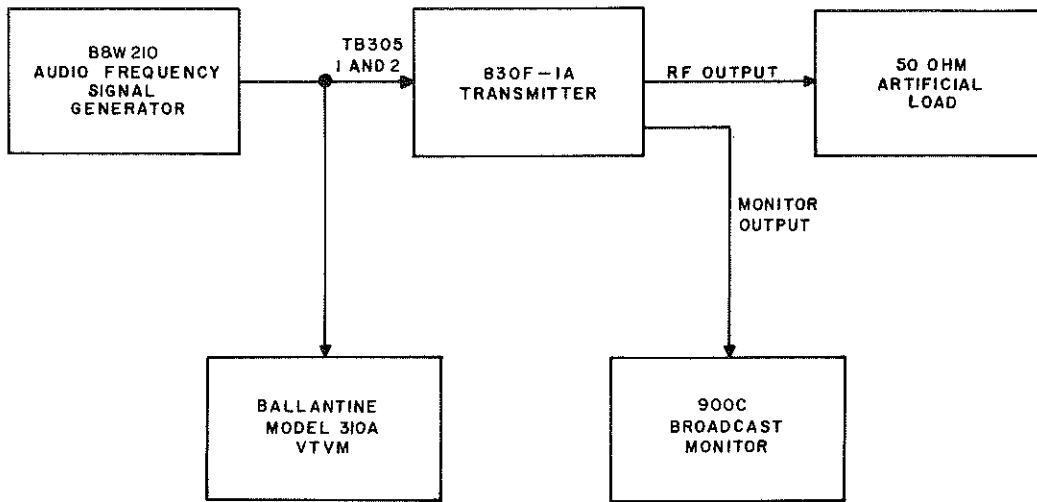 B&W 210
AUDIO FREQUENCY
SIGNAL
GENERATOR
TB305
1 AND 2
830F-1A
TRANSMITTER
RF OUTPUT
50 OHM
ARTIFICIAL
LOAD
MONITOR
OUTPUT
BALLANTINE
MODEL 310A
VTVM
900C
BROADCAST
MONITOR